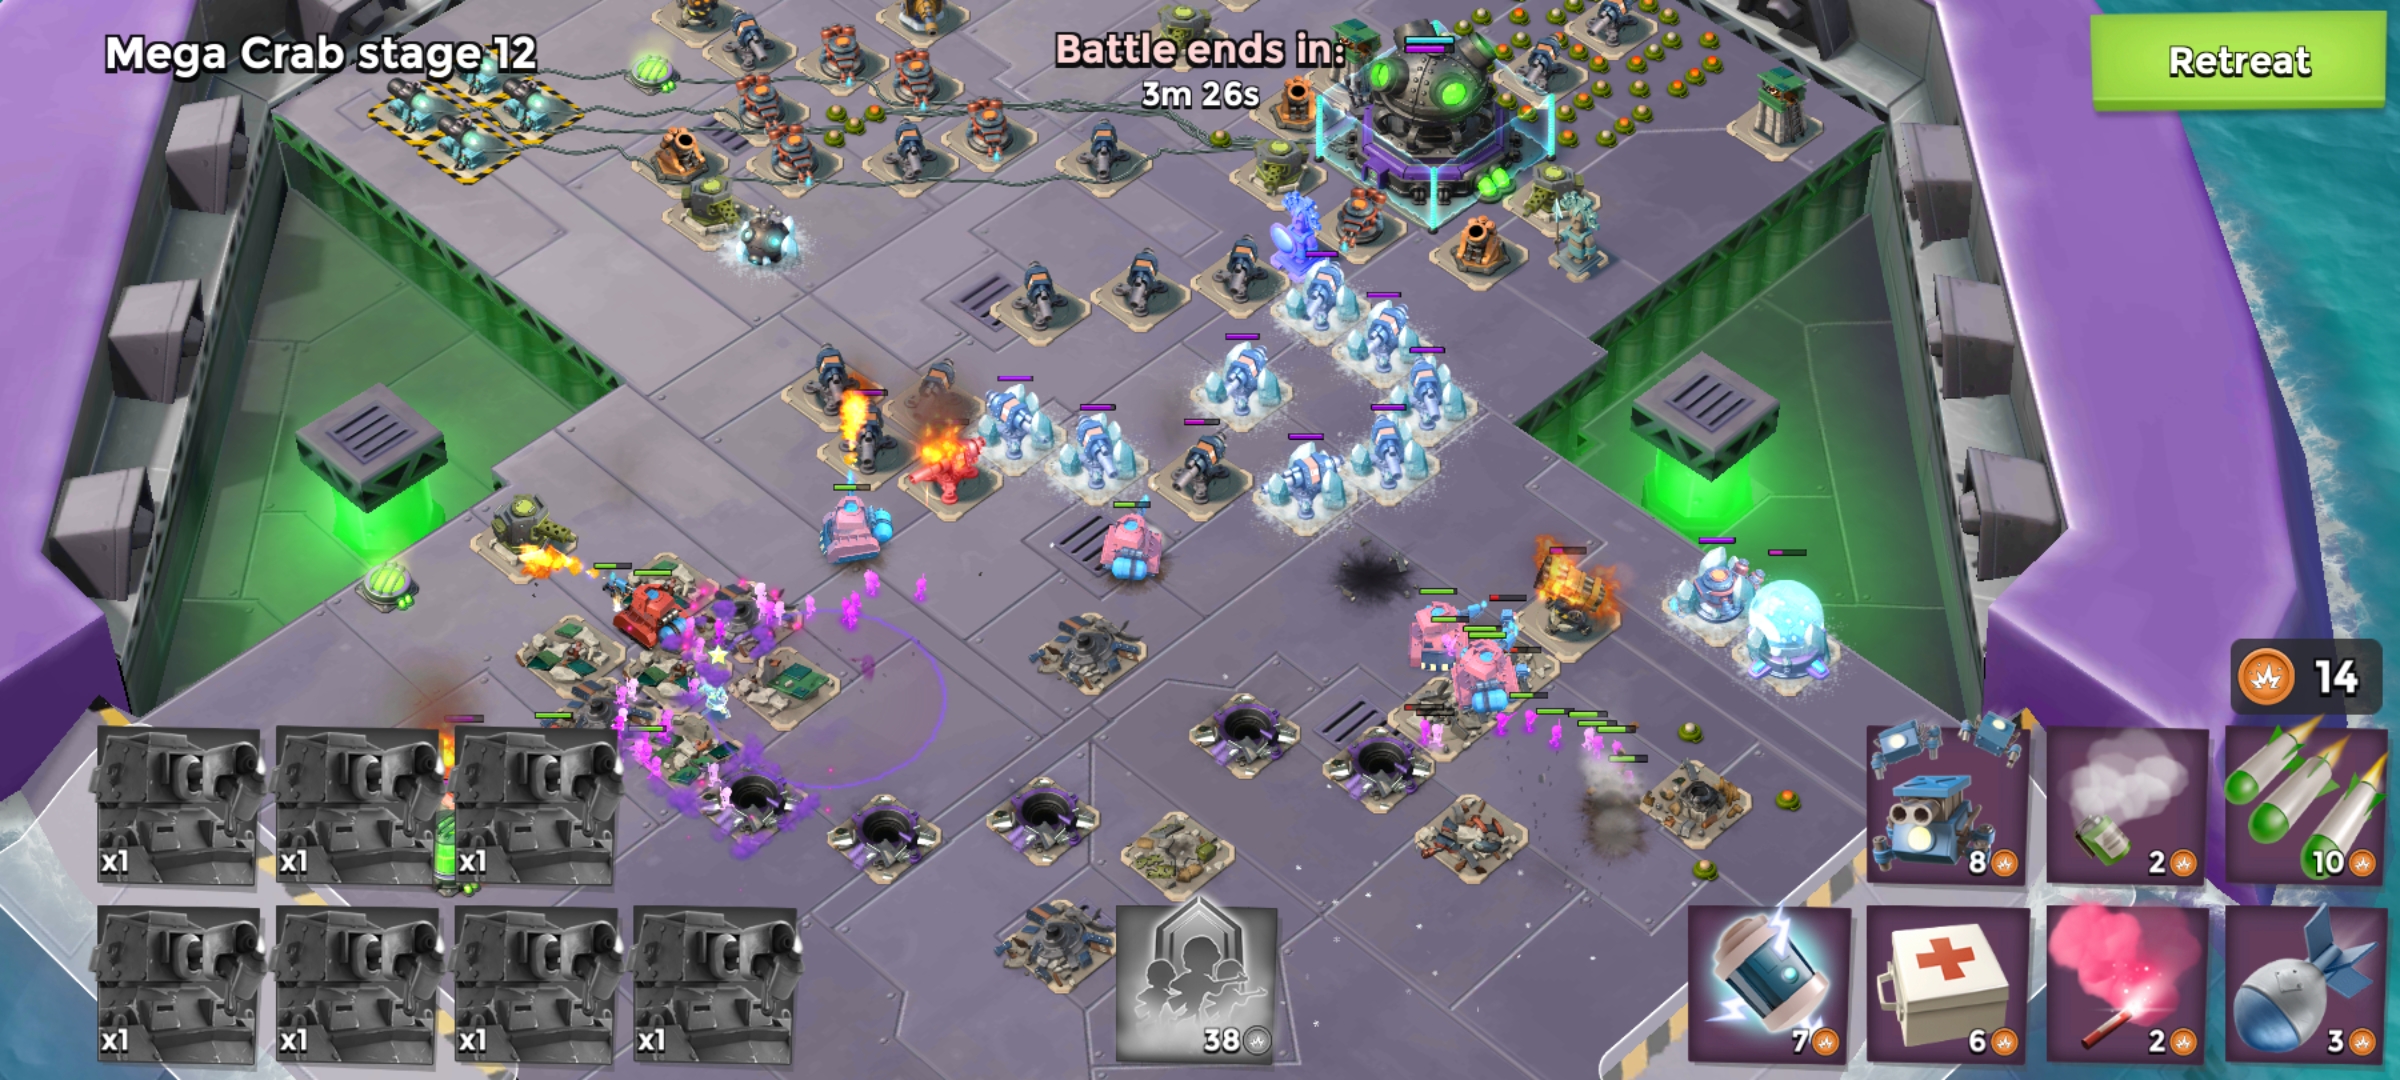 Mega Crab stage 12
Battle ends in:
3m 26s
Retreat
14
x1
x1
x1
8
2
10
x1
x1
x1
x1
38
7
6
2
3